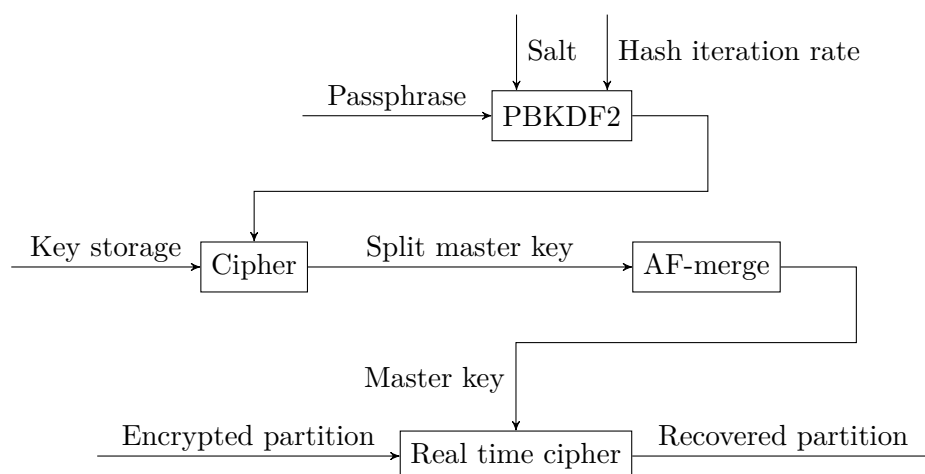 Salt
Hash iteration rate
Passphrase
PBKDF2
Key storage
Cipher
Split master key
AF-merge
Master key
Encrypted partition
Real time cipher
Recovered partition